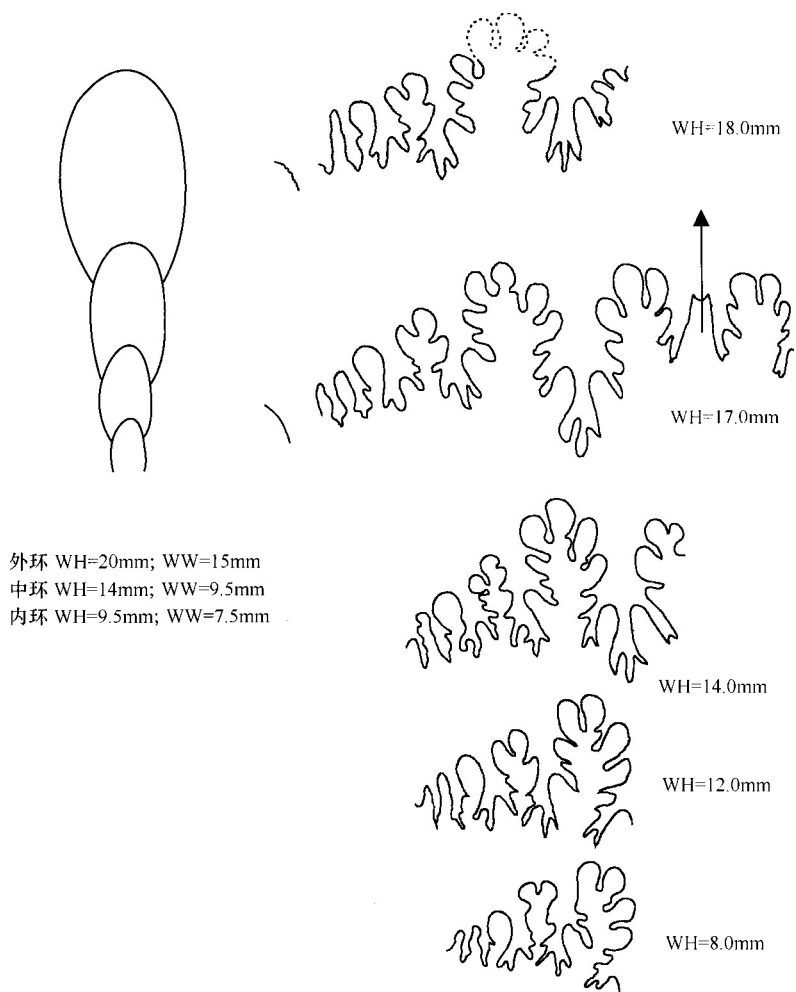 WH=18.0mm
WH=17.0mm
外环 WH=20mm; WW=15mm
中环 WH=14mm; WW=9.5mm
内环 WH=9.5mm; WW=7.5mm
WH=14.0mm
WH=12.0mm
WH=8.0mm